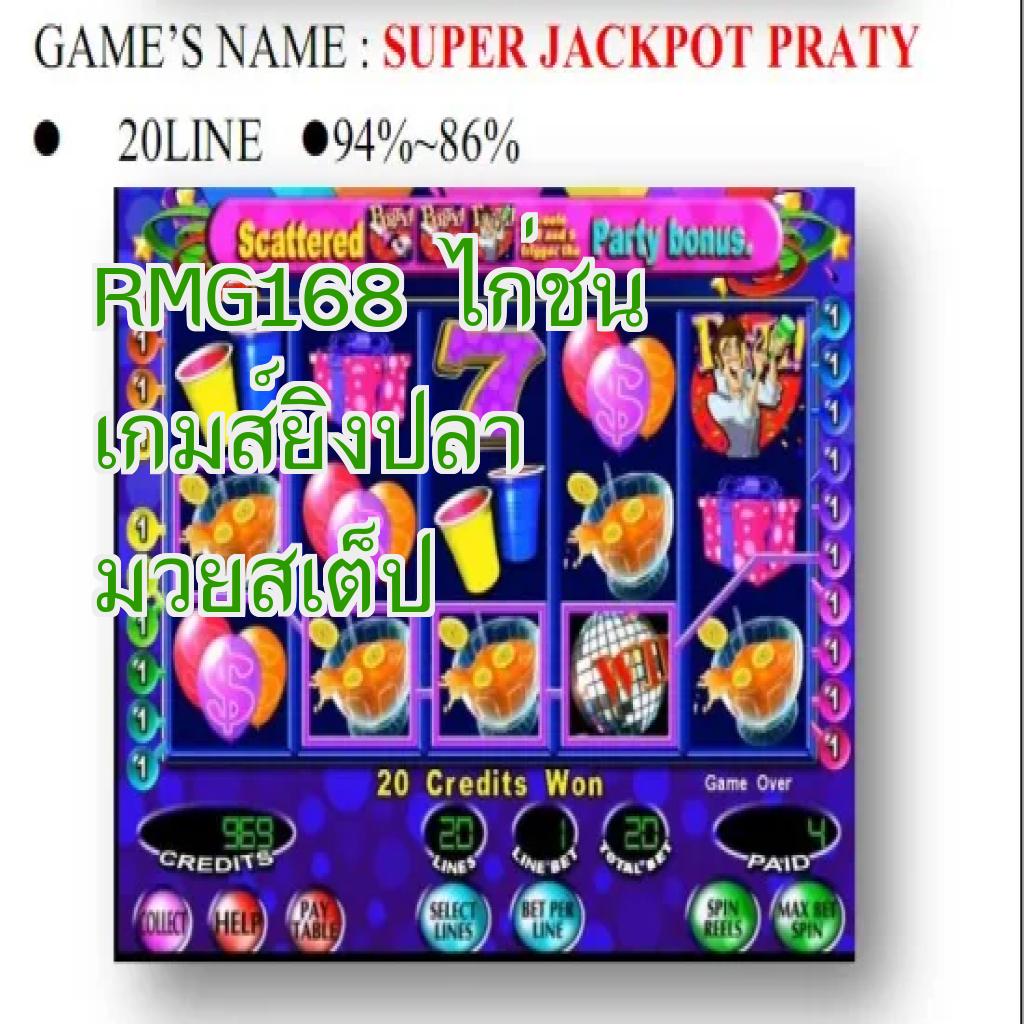 GAME'S NAME : SUPER JACKPOT PRATY
● 20LINE ●94%~86%
Scattered Party bonus.
RMG168 ไก่ชน
เกมส์ยิงปลา
มวยสเต็ป
20 Credits Won
Game Over
969 20 1 20 4
CREDITS LINES LINE BET TOTAL BET PAID
COLLECT HELP PAY TABLE SELECT LINES BET PER LINE SPIN REELS MAX BET SPIN